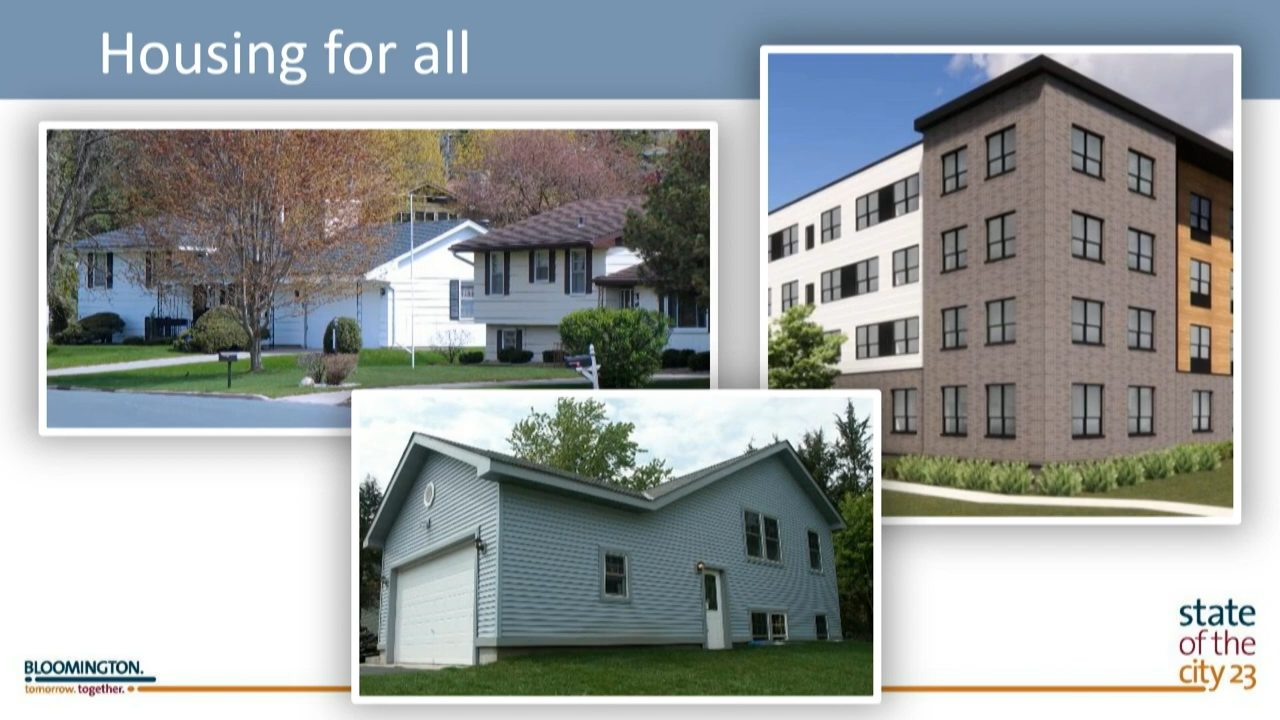 Housing for all
BLOOMINGTON.
tomorrow. together.
state
of the
city 23